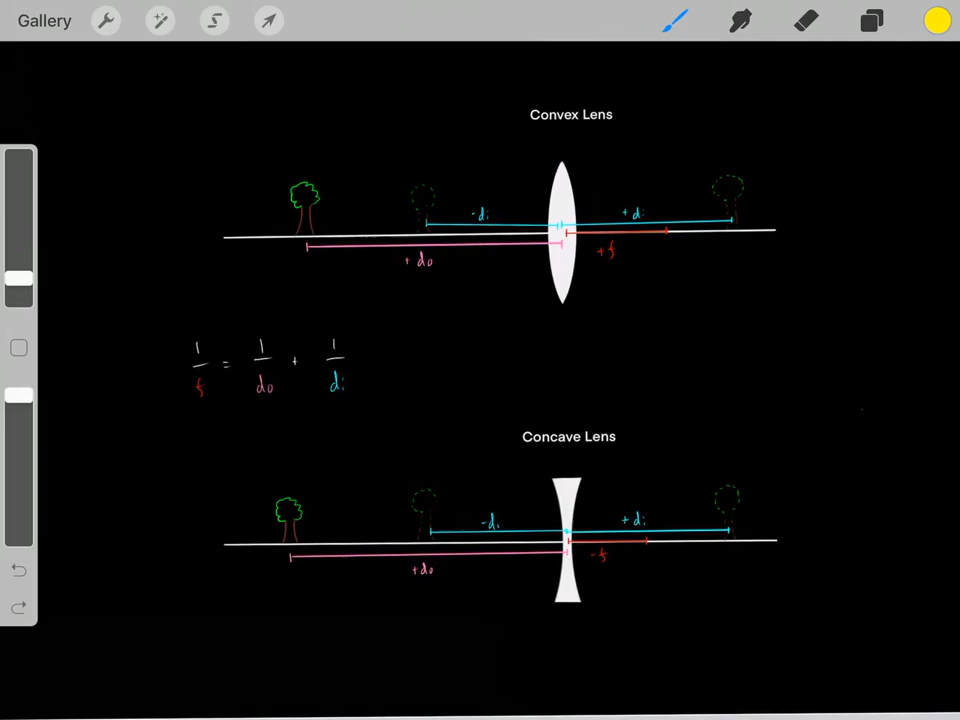 Gallery
Convex Lens
-di
+di
+do
+f
1/f = 1/do + 1/di
Concave Lens
-di
+di
+do
-f